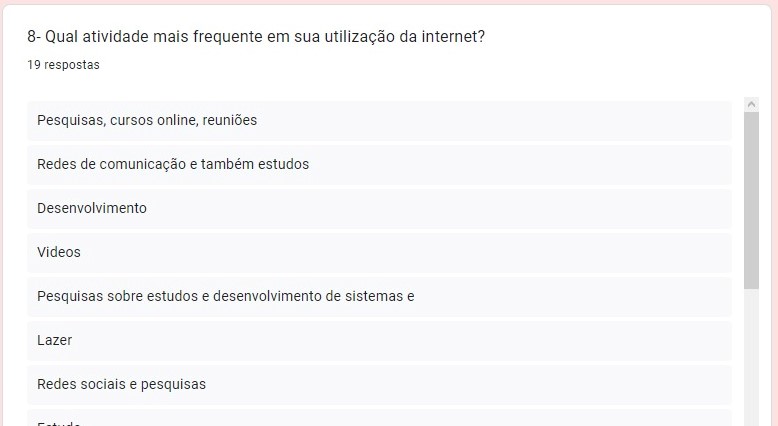 8- Qual atividade mais frequente em sua utilização da internet?
19 respostas
Pesquisas, cursos online, reuniões
Redes de comunicação e também estudos
Desenvolvimento
Videos
Pesquisas sobre estudos e desenvolvimento de sistemas e
Lazer
Redes sociais e pesquisas